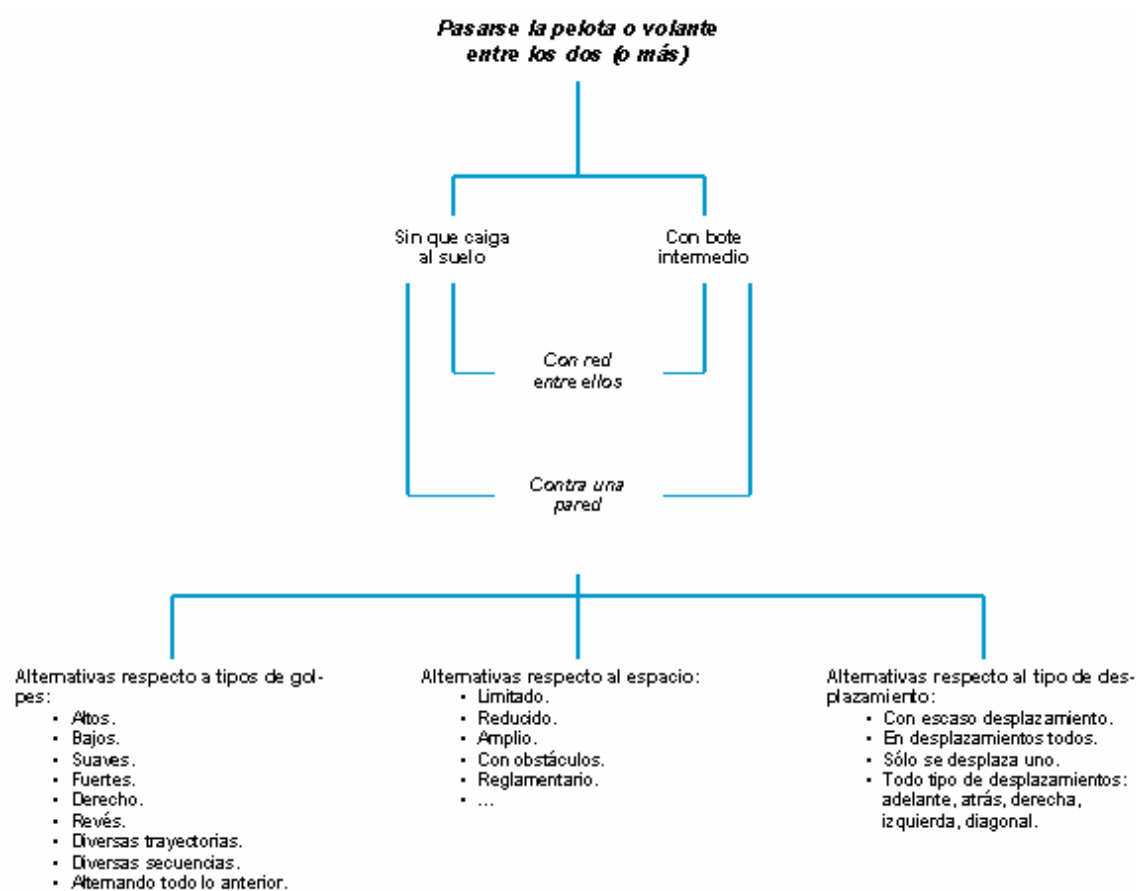 Pasarse la pelota o volante
entre los dos (o más)
Sin que caiga
al suelo
Con bote
intermedio
Con red
entre ellos
Contra una
pared
Alternativas respecto a tipos de gol-
pes:
• Altos.
• Bajos.
• Suaves.
• Fuertes.
• Derecho.
• Revés.
• Diversas trayectorias.
• Diversas secuencias.
• Alternando todo lo anterior.
Alternativas respecto al espacio:
• Limitado.
• Reducido.
• Amplio.
• Con obstáculos.
• Reglamentario.
• ...
Alternativas respecto al tipo de des-
plazamiento:
• Con escaso desplazamiento.
• En desplazamientos todos.
• Sólo se desplaza uno.
• Todo tipo de desplazamientos:
adelante, atrás, derecha,
izquierda, diagonal.